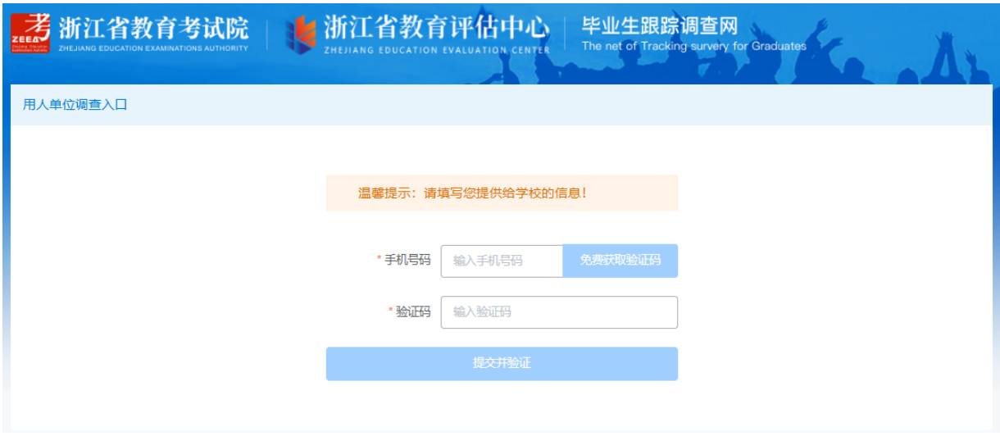 浙江省教育考试院
ZHEJIANG EDUCATION EXAMINATIONS AUTHORITY
考
ZEEA
浙江省教育评估中心
ZHEJIANG EDUCATION EVALUATION CENTER
毕业生跟踪调查网
The net of Tracking survery for Graduates
用人单位调查入口
温馨提示：请填写您提供给学校的信息！
* 手机号码 输入手机号码 免费获取验证码
* 验证码 输入验证码
提交并验证